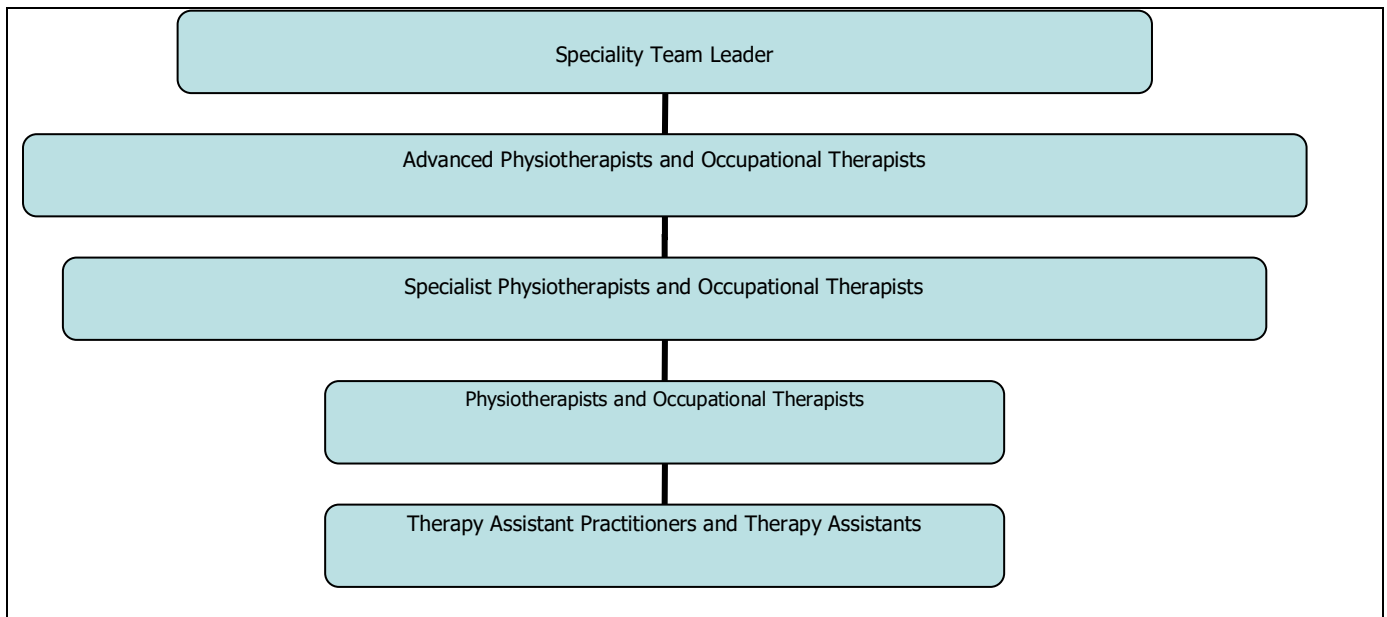 Speciality Team Leader
Advanced Physiotherapists and Occupational Therapists
Specialist Physiotherapists and Occupational Therapists
Physiotherapists and Occupational Therapists
Therapy Assistant Practitioners and Therapy Assistants